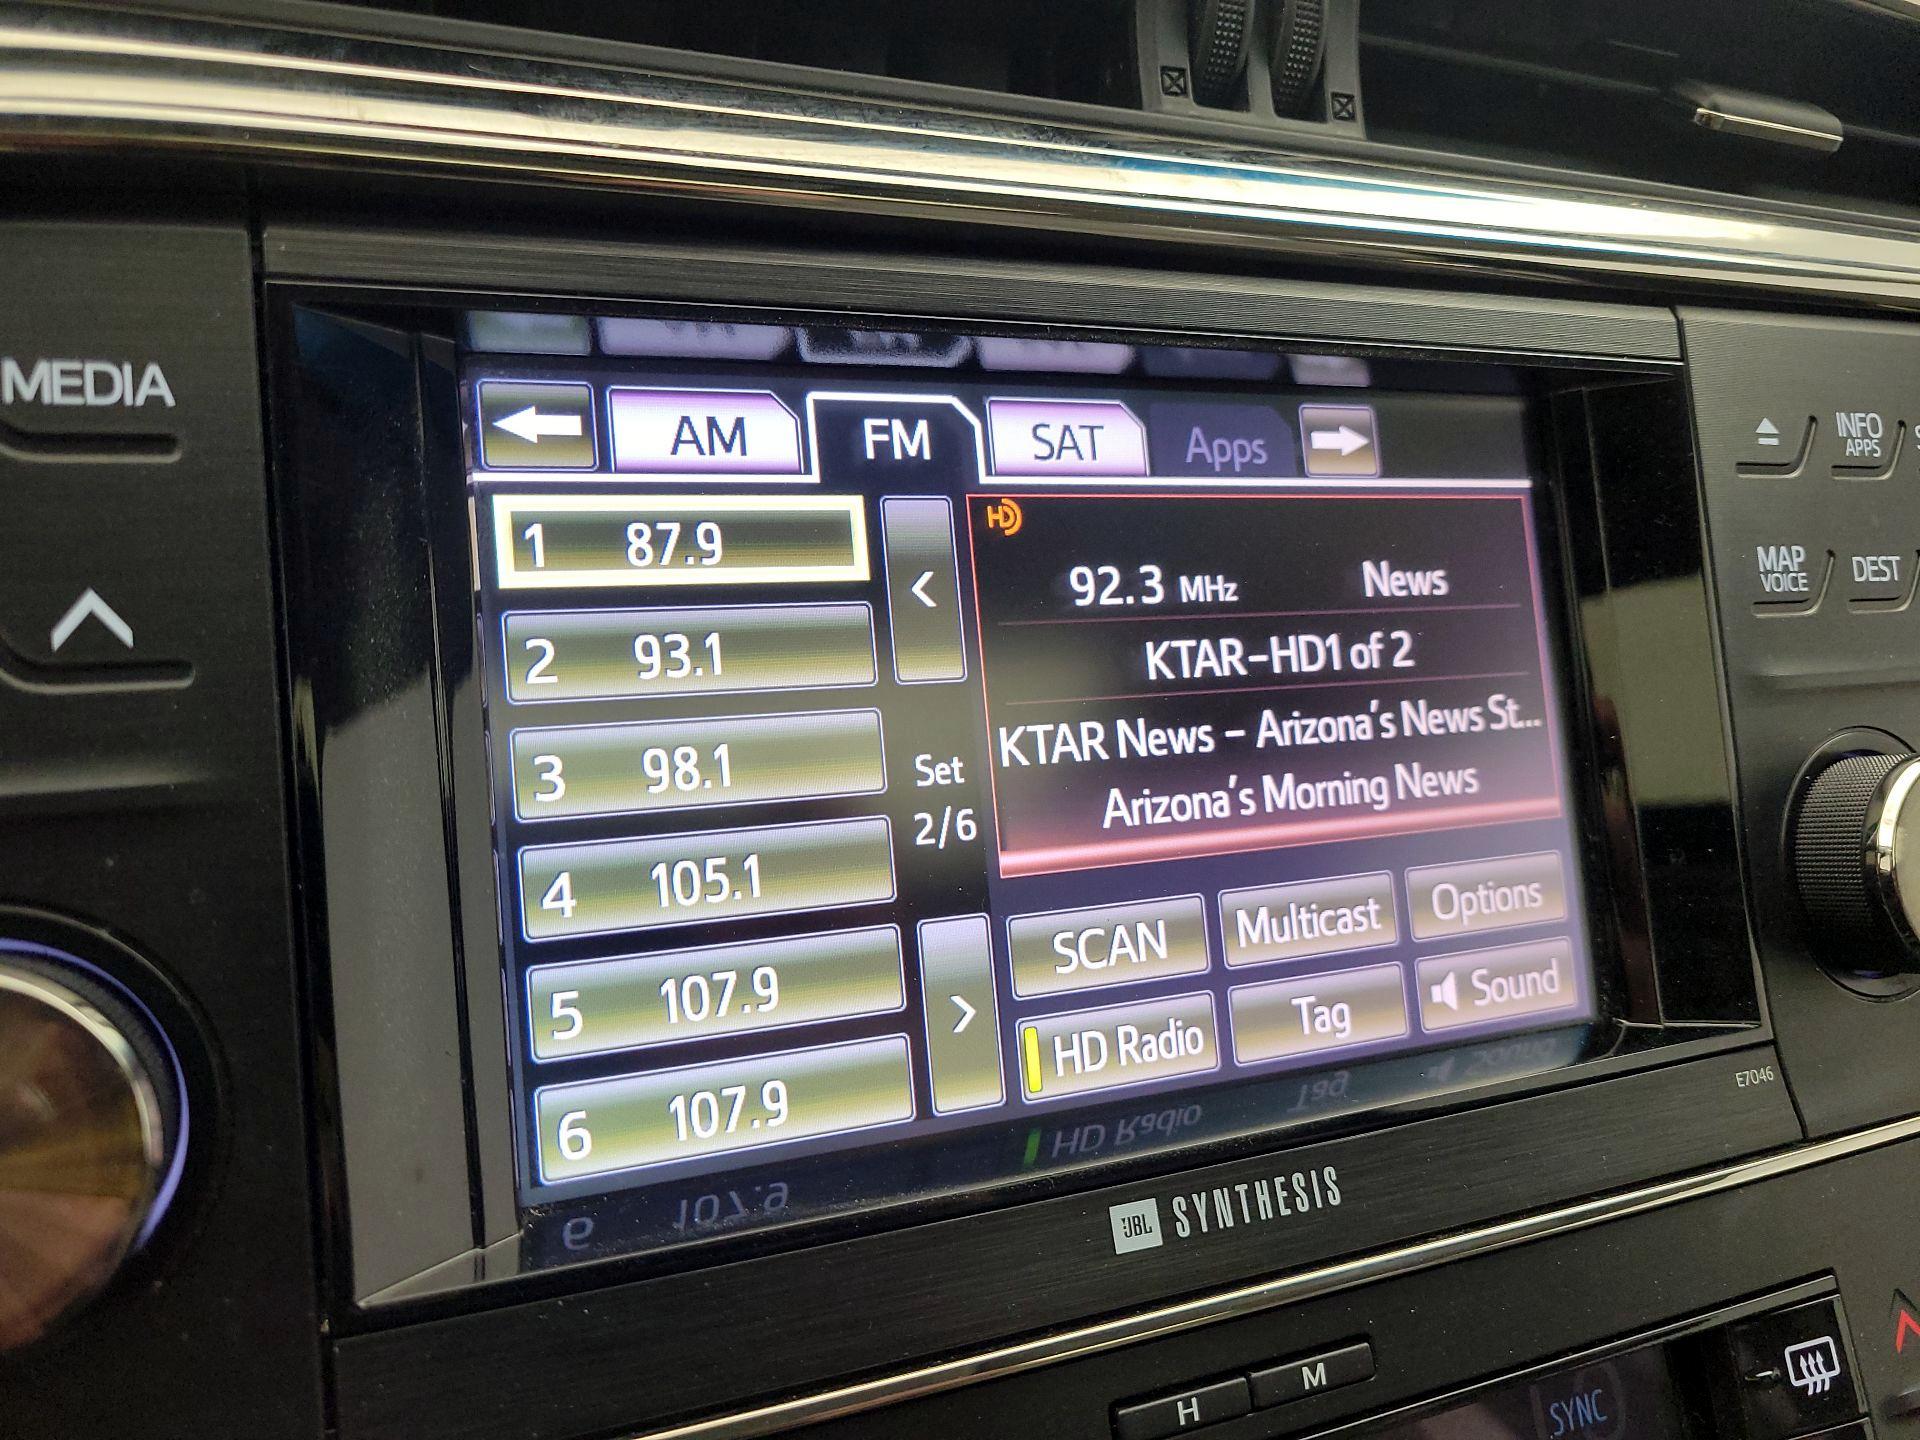 MEDIA
AM
FM
SAT
Apps
1 87.9
2 93.1
3 98.1
4 105.1
5 107.9
6 107.9
Set
2/6
HD
92.3 MHz News
KTAR-HD1 of 2
KTAR News - Arizona's News St...
Arizona's Morning News
SCAN
Multicast
Options
HD Radio
Tag
Sound
INFO
APPS
MAP
VOICE
DEST
E7046
JBL SYNTHESIS
H
M
SYNC